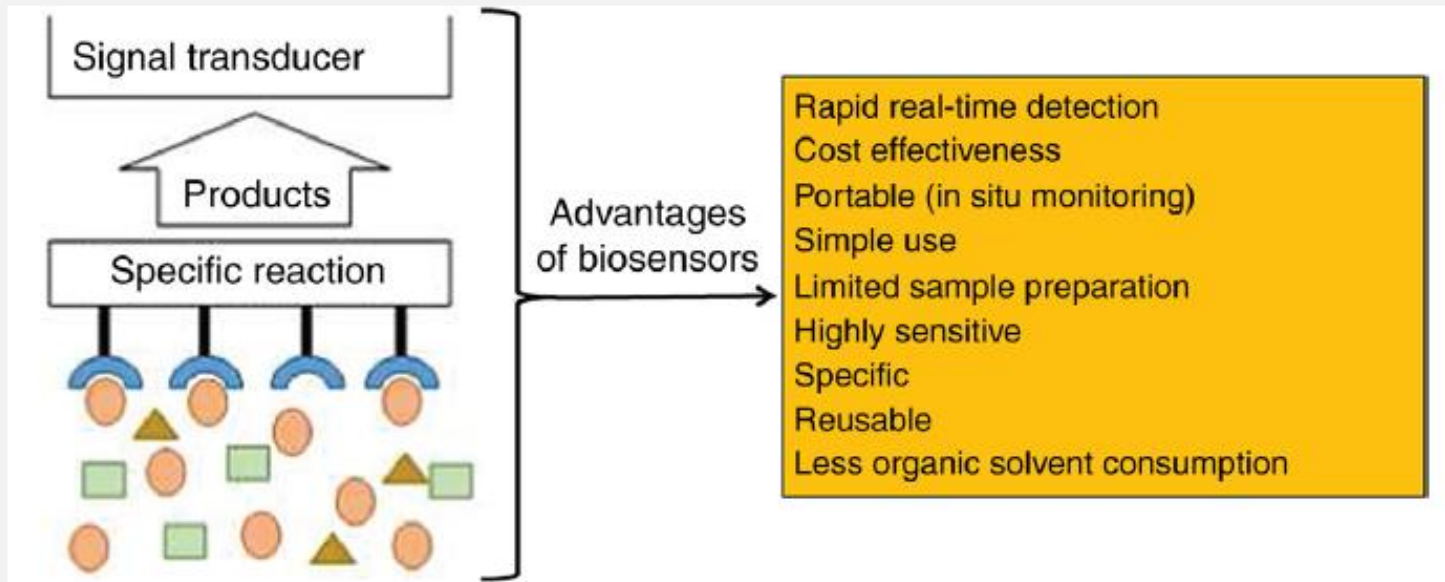 Signal transducer
Products
Specific reaction
Advantages
of biosensors
Rapid real-time detection
Cost effectiveness
Portable (in situ monitoring)
Simple use
Limited sample preparation
Highly sensitive
Specific
Reusable
Less organic solvent consumption